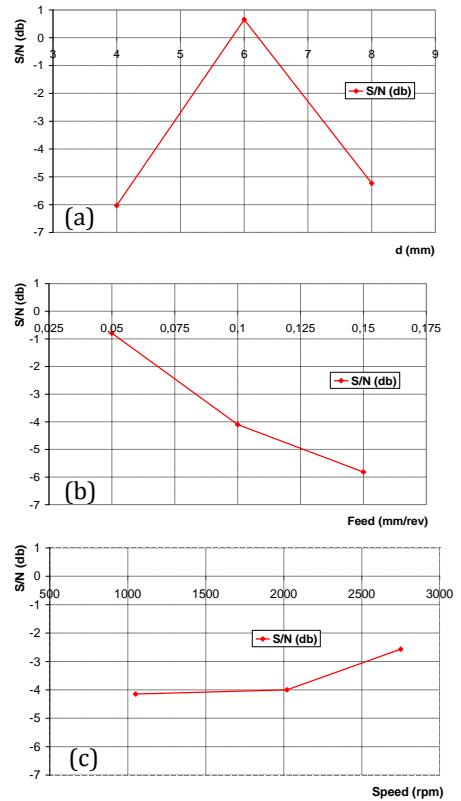 S/N (db)
1
0
3 4 5 6 7 8 9
-1
-2
-3
-4
-5
-6
-7
S/N (db)
(a)
d (mm)
S/N (db)
1
0
0,025 0,05 0,075 0,1 0,125 0,15 0,175
-1
-2
-3
-4
-5
-6
-7
S/N (db)
(b)
Feed (mm/rev)
S/N (db)
1
0
500 1000 1500 2000 2500 3000
-1
-2
-3
-4
-5
-6
-7
S/N (db)
(c)
Speed (rpm)